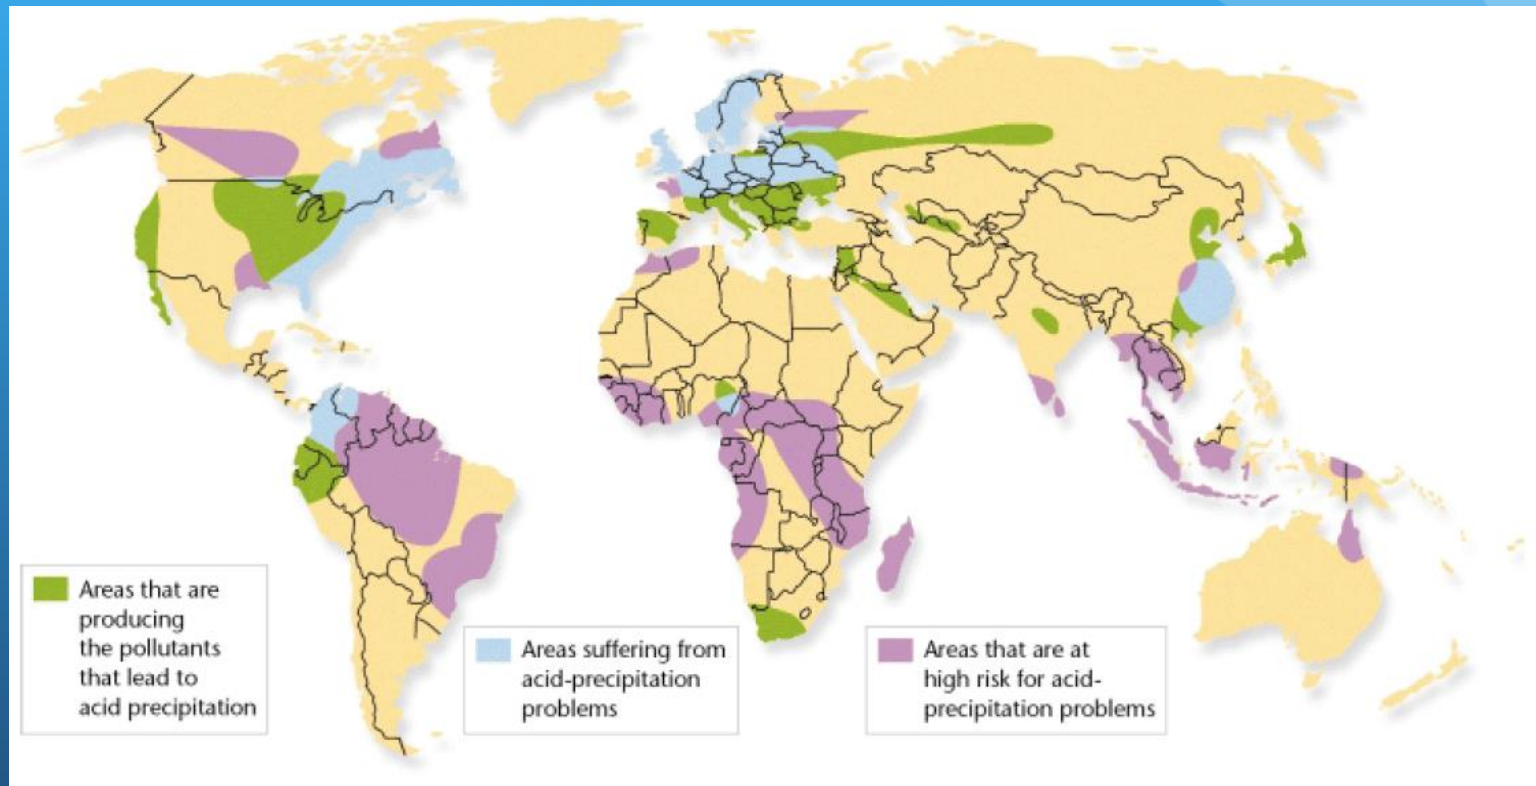 Areas that are
producing
the pollutants
that lead to
acid precipitation
Areas suffering from
acid-precipitation
problems
Areas that are at
high risk for acid-
precipitation problems